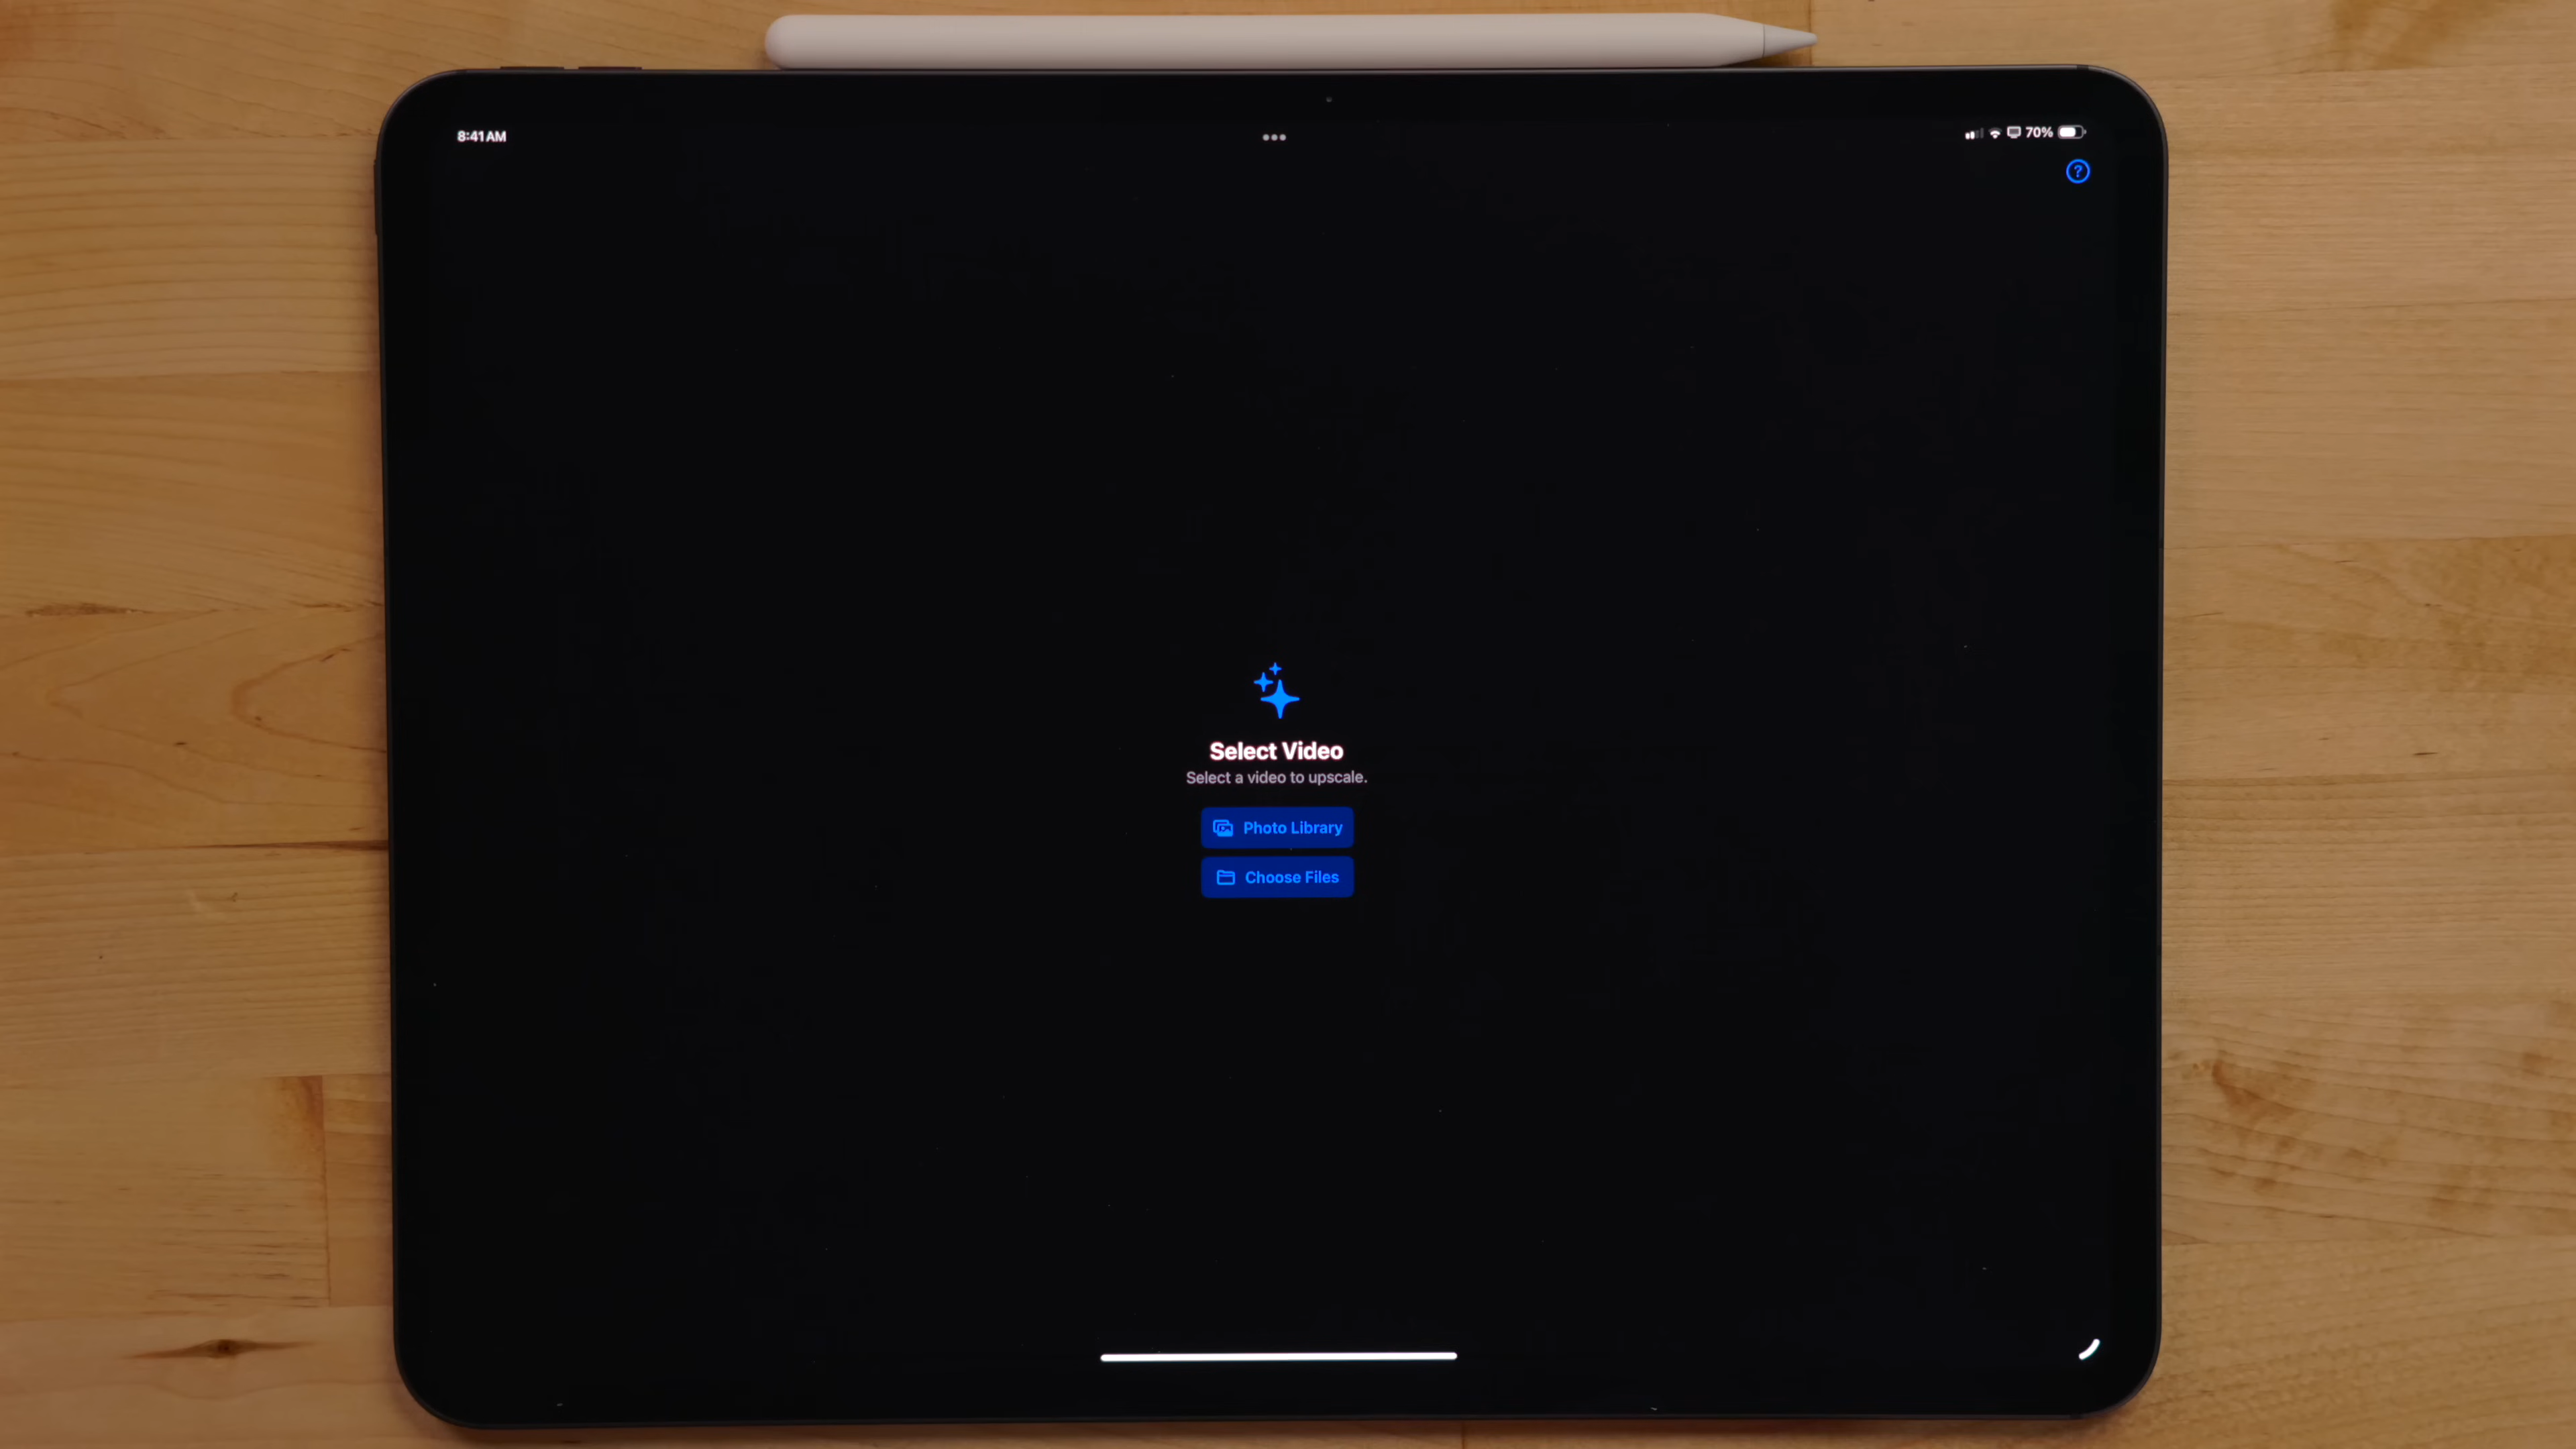 8:41 AM
70%
?
Select Video
Select a video to upscale.
Photo Library
Choose Files